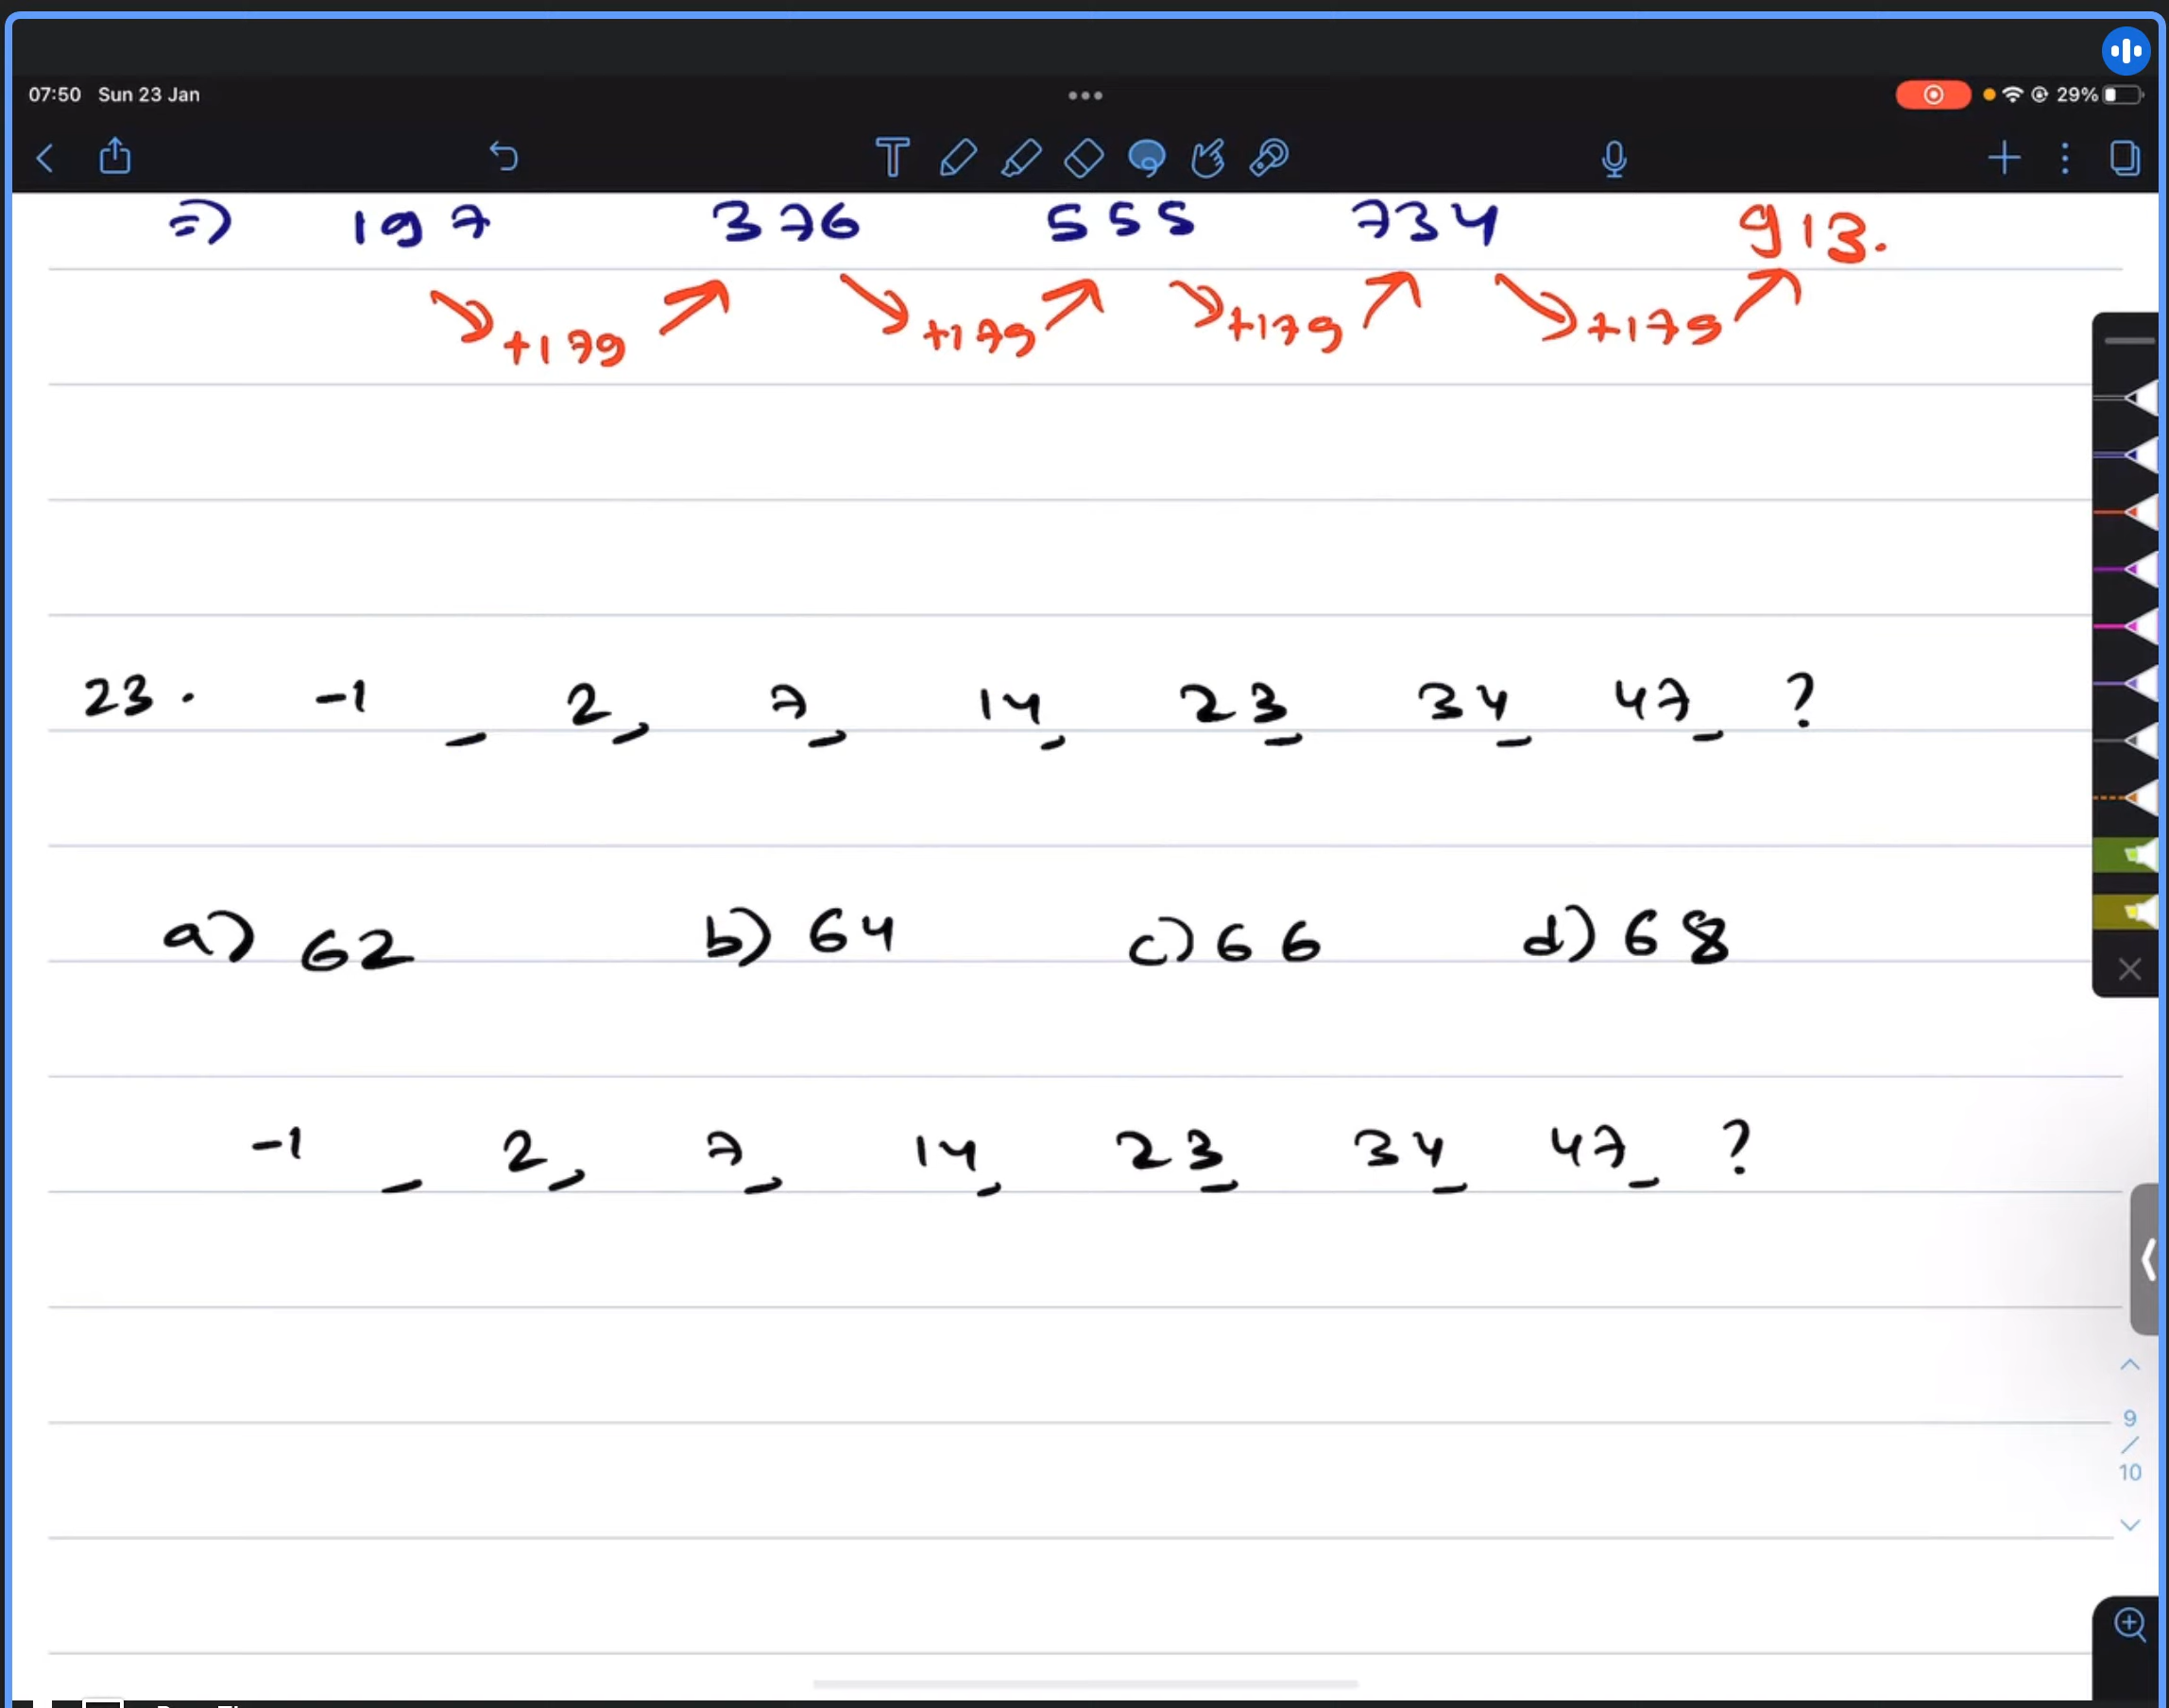 07:50 Sun 23 Jan
29%
T
=) 197 376 555 734 913.
+179 +179 +179 +179
23. -1, 2, 7, 14, 23, 34, 47, ?
a) 62 b) 64 c) 66 d) 68
-1, 2, 7, 14, 23, 34, 47, ?
9
/
10